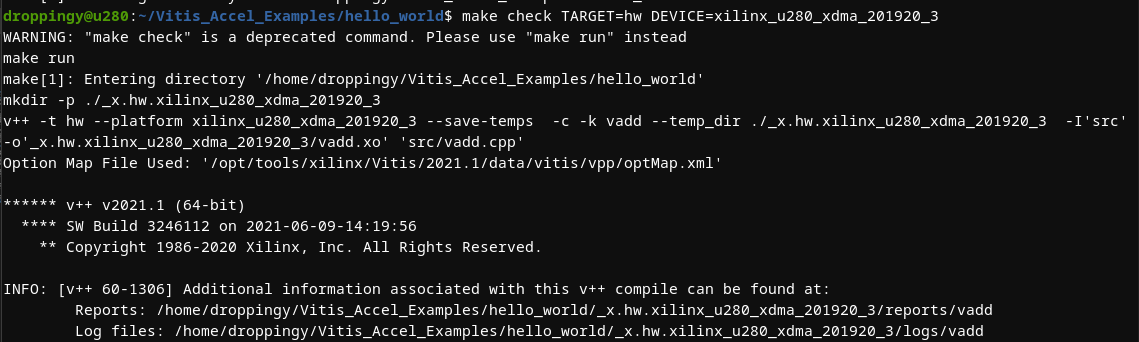 droppingy@u280:~/Vitis_Accel_Examples/hello_world$ make check TARGET=hw DEVICE=xilinx_u280_xdma_201920_3
WARNING: "make check" is a deprecated command. Please use "make run" instead
make run
make[1]: Entering directory '/home/droppingy/Vitis_Accel_Examples/hello_world'
mkdir -p ./_x.hw.xilinx_u280_xdma_201920_3
v++ -t hw --platform xilinx_u280_xdma_201920_3 --save-temps  -c -k vadd --temp_dir ./_x.hw.xilinx_u280_xdma_201920_3  -I'src'
-o'_x.hw.xilinx_u280_xdma_201920_3/vadd.xo' 'src/vadd.cpp'
Option Map File Used: '/opt/tools/xilinx/Vitis/2021.1/data/vitis/vpp/optMap.xml'

****** v++ v2021.1 (64-bit)
  **** SW Build 3246112 on 2021-06-09-14:19:56
    ** Copyright 1986-2020 Xilinx, Inc. All Rights Reserved.

INFO: [v++ 60-1306] Additional information associated with this v++ compile can be found at:
        Reports: /home/droppingy/Vitis_Accel_Examples/hello_world/_x.hw.xilinx_u280_xdma_201920_3/reports/vadd
        Log files: /home/droppingy/Vitis_Accel_Examples/hello_world/_x.hw.xilinx_u280_xdma_201920_3/logs/vadd